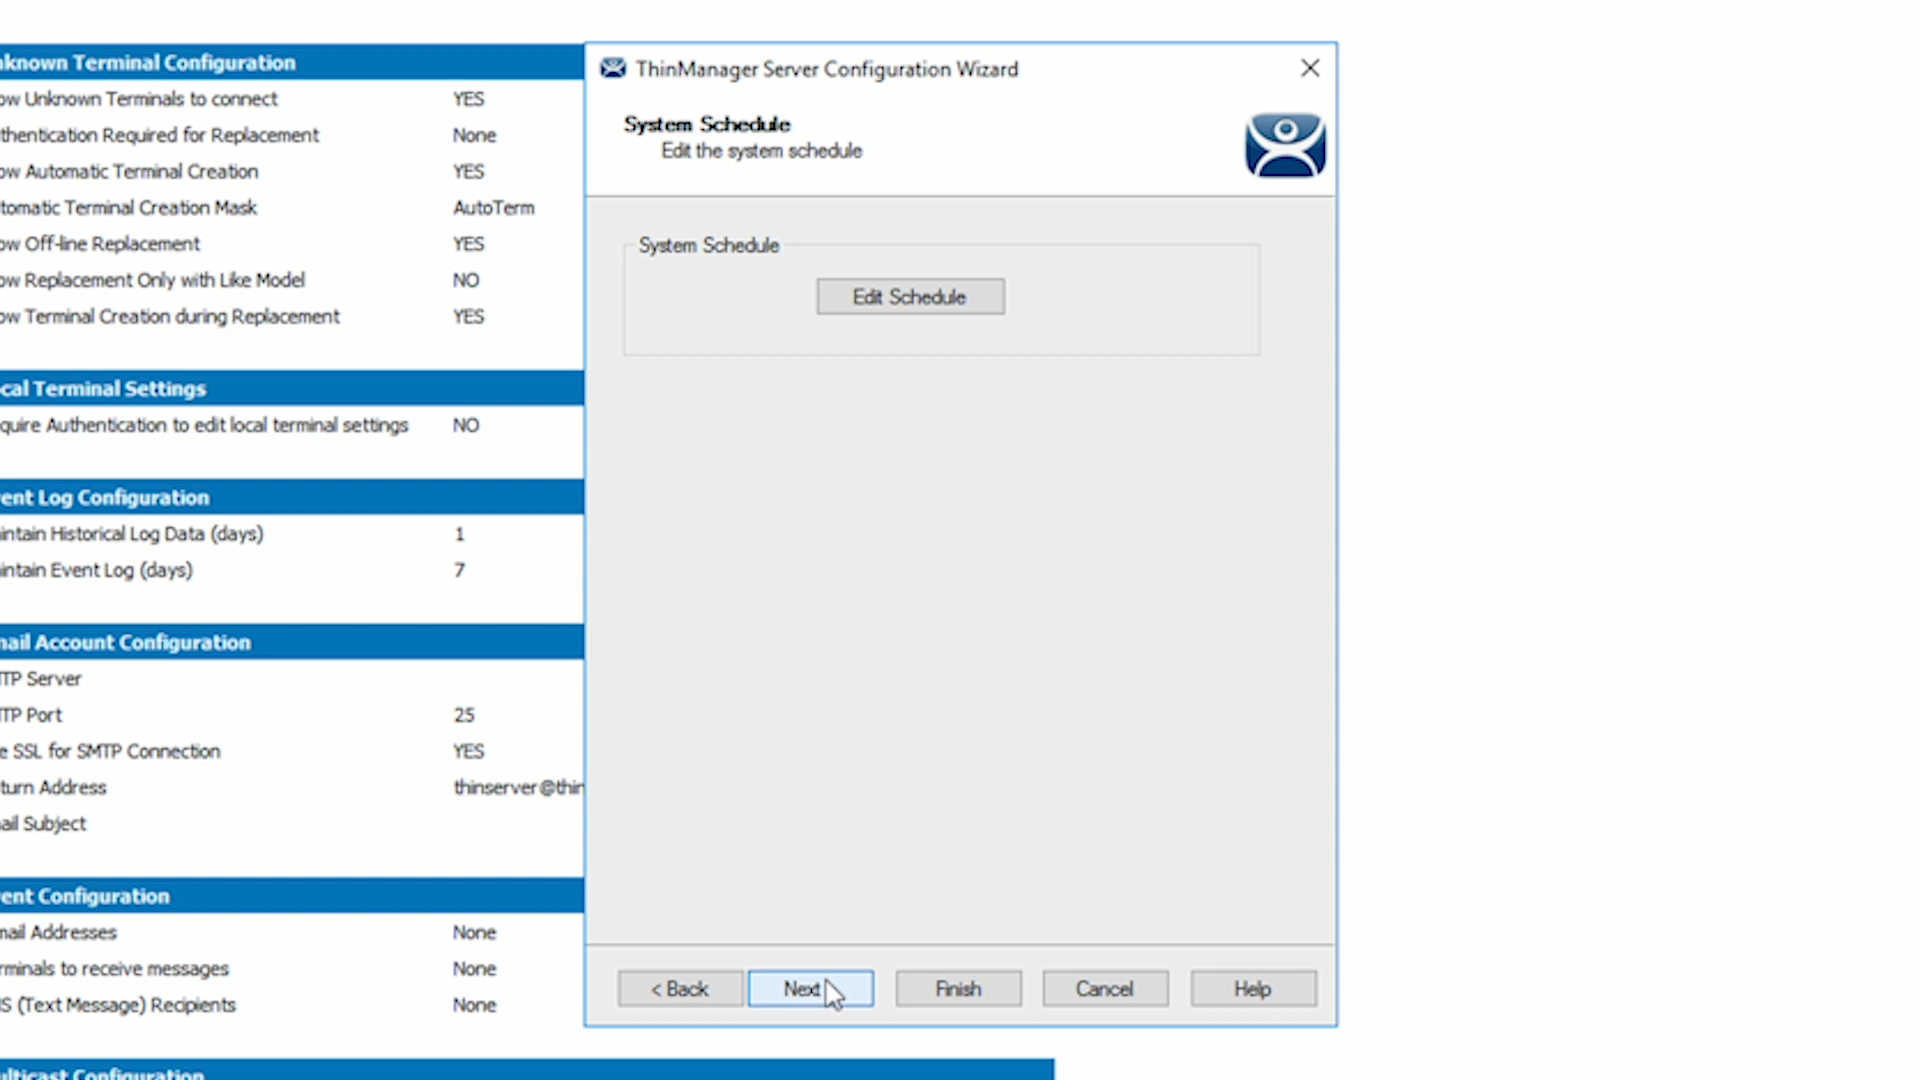 nknown Terminal Configuration
ow Unknown Terminals to connect YES
thentication Required for Replacement None
ow Automatic Terminal Creation YES
tomatic Terminal Creation Mask AutoTerm
ow Off-line Replacement YES
ow Replacement Only with Like Model NO
ow Terminal Creation during Replacement YES
cal Terminal Settings
quire Authentication to edit local terminal settings NO
ent Log Configuration
intain Historical Log Data (days) 1
intain Event Log (days) 7
mail Account Configuration
TP Server
TP Port 25
e SSL for SMTP Connection YES
turn Address thinserver@thin
ail Subject
ent Configuration
mail Addresses None
rminals to receive messages None
S (Text Message) Recipients None
ulticast Configuration
ThinManager Server Configuration Wizard
System Schedule
Edit the system schedule
System Schedule
Edit Schedule
< Back Next Finish Cancel Help